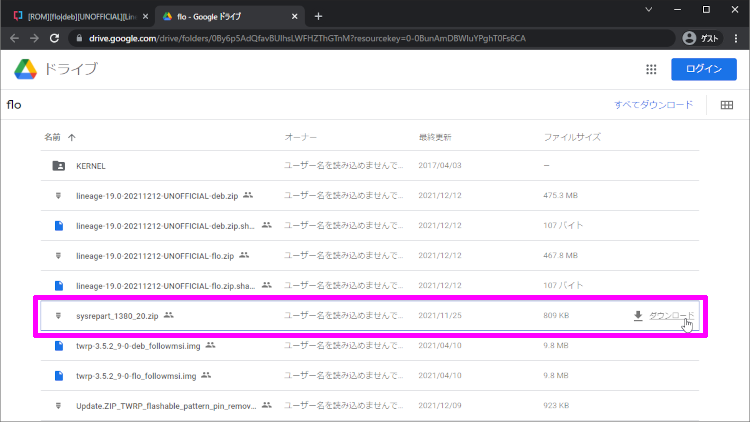 [ROM][flo|deb][UNOFFICIAL][Line
flo - Google ドライブ
drive.google.com/drive/folders/0By6p5AdQfavBUlhsLWFHZThGTnM?resourcekey=0-0BunAmDBWluYPghT0Fs6CA
ゲスト
ドライブ
ログイン
flo
すべてダウンロード
名前 ↑ オーナー 最終更新 ファイルサイズ
KERNEL ユーザー名を読み込めませんで... 2017/04/03 —
lineage-19.0-20211212-UNOFFICIAL-deb.zip ユーザー名を読み込めませんで... 2021/12/12 475.3 MB
lineage-19.0-20211212-UNOFFICIAL-deb.zip.sh... ユーザー名を読み込めませんで... 2021/12/12 107 バイト
lineage-19.0-20211212-UNOFFICIAL-flo.zip ユーザー名を読み込めませんで... 2021/12/12 467.8 MB
lineage-19.0-20211212-UNOFFICIAL-flo.zip.sha... ユーザー名を読み込めませんで... 2021/12/12 107 バイト
sysrepart_1380_20.zip ユーザー名を読み込めませんで... 2021/11/25 809 KB ダウンロード
twrp-3.5.2_9-0-deb_followmsi.img ユーザー名を読み込めませんで... 2021/04/10 9.8 MB
twrp-3.5.2_9-0-flo_followmsi.img ユーザー名を読み込めませんで... 2021/04/10 9.8 MB
Update.ZIP_TWRP_flashable_pattern_pin_remov... ユーザー名を読み込めませんで... 2021/12/09 923 KB